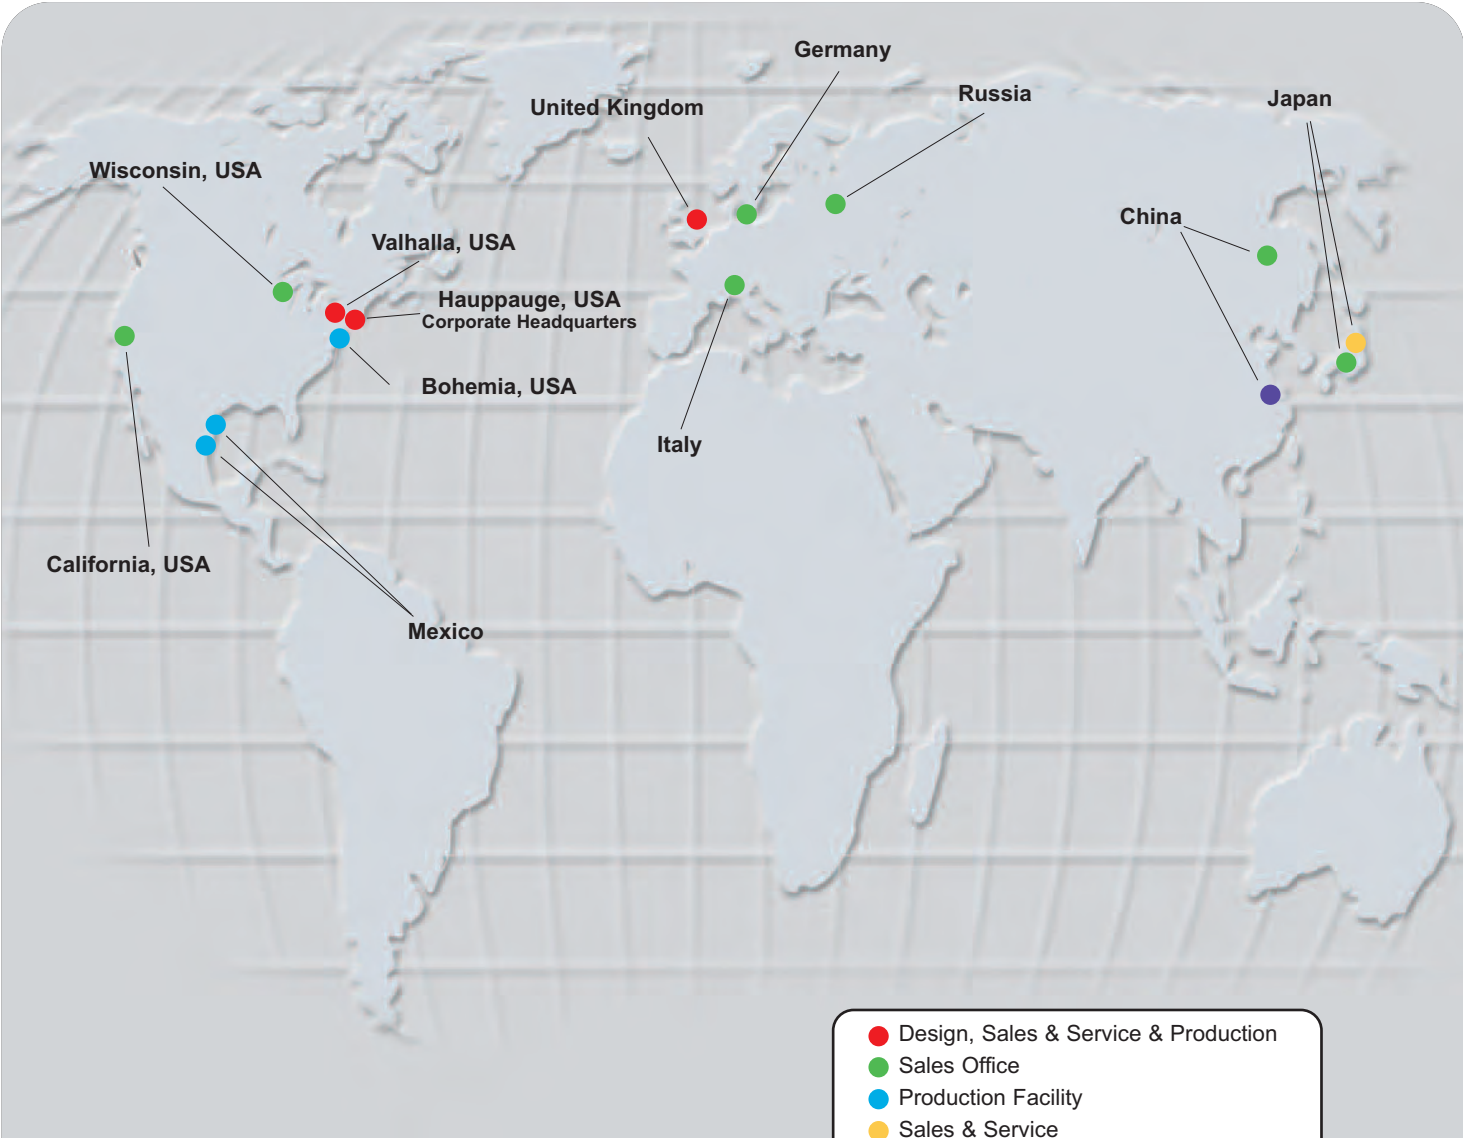 Germany
United Kingdom
Russia
Japan
Wisconsin, USA
China
Valhalla, USA
Hauppauge, USA
Corporate Headquarters
Bohemia, USA
Italy
California, USA
Mexico
Design, Sales & Service & Production
Sales Office
Production Facility
Sales & Service